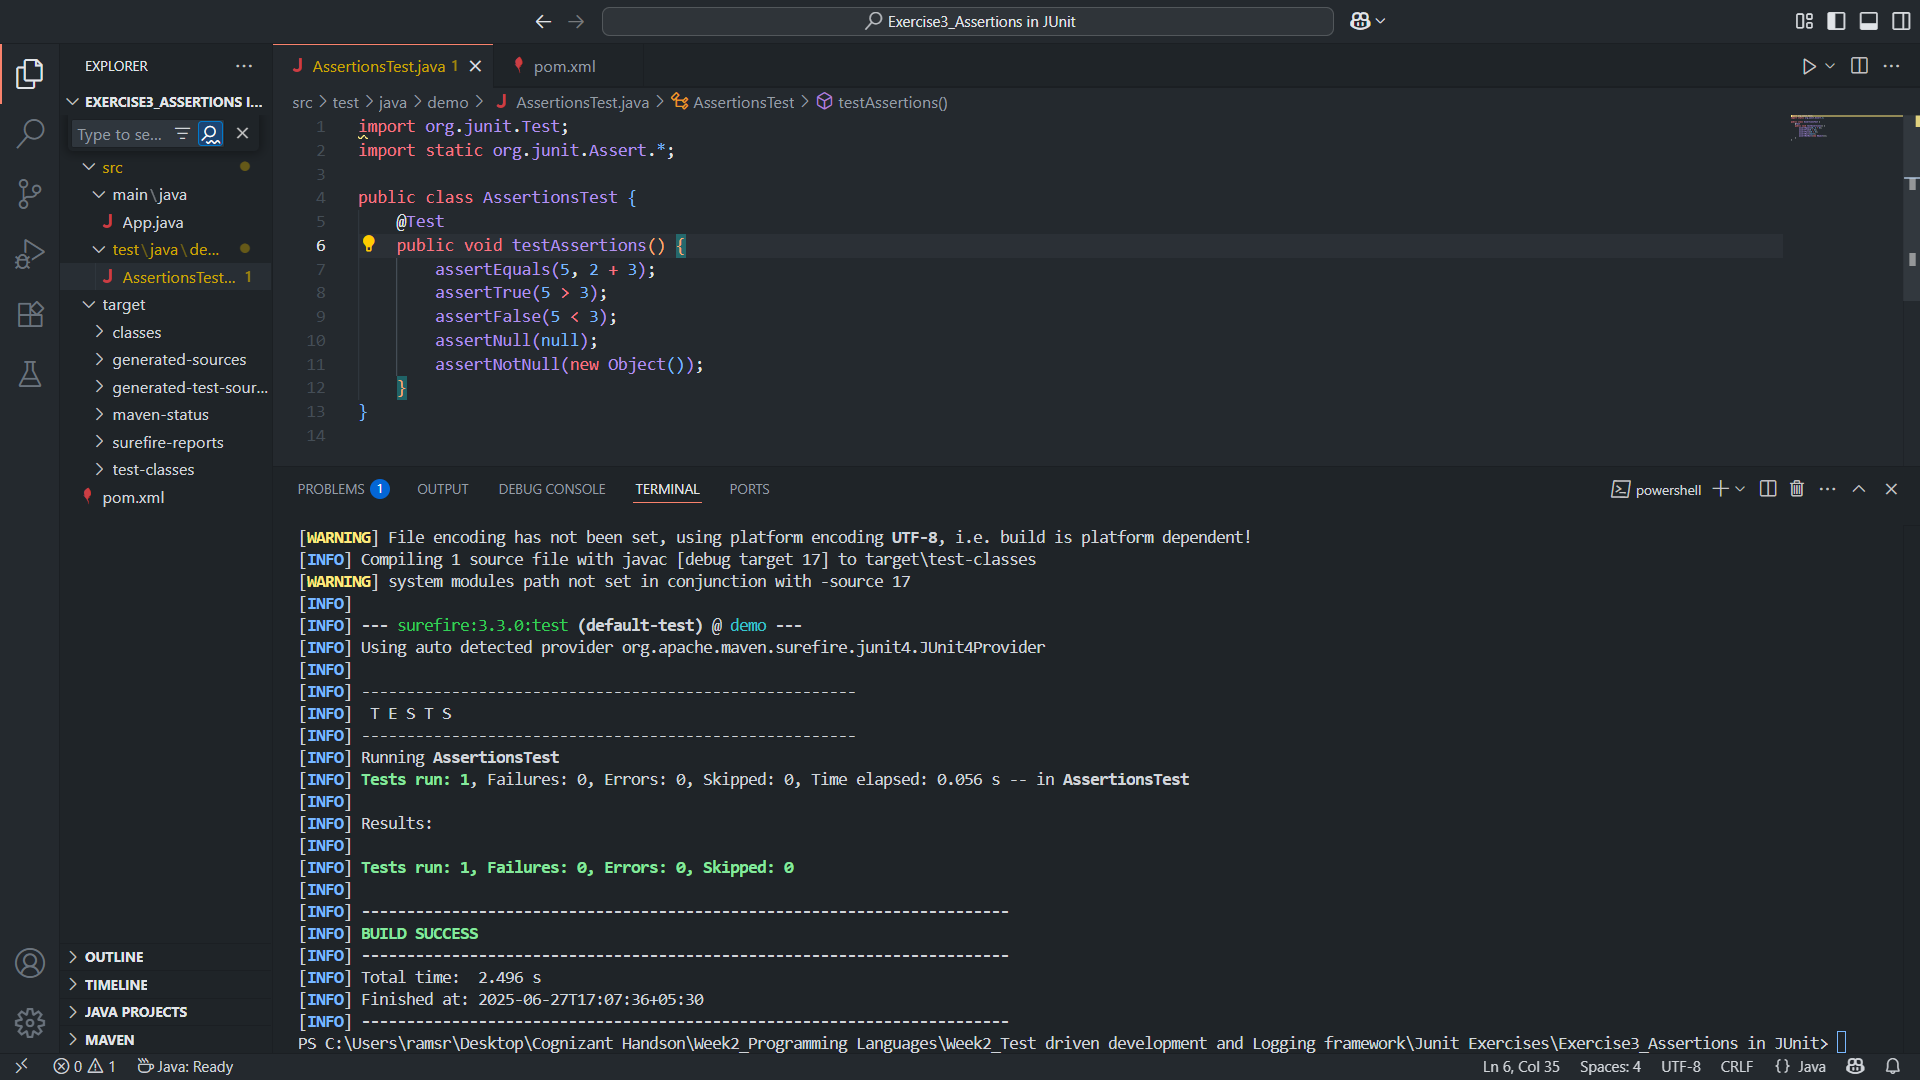 Exercise3_Assertions in JUnit
EXPLORER
EXERCISE3_ASSERTIONS I...
Type to se...
src
main\java
App.java
test\java\de...
AssertionsTest... 1
target
classes
generated-sources
generated-test-sour...
maven-status
surefire-reports
test-classes
pom.xml
OUTLINE
TIMELINE
JAVA PROJECTS
MAVEN
AssertionsTest.java 1
pom.xml
src > test > java > demo > AssertionsTest.java > AssertionsTest > testAssertions()
1 import org.junit.Test;
2 import static org.junit.Assert.*;
3
4 public class AssertionsTest {
5 @Test
6 public void testAssertions() {
7 assertEquals(5, 2 + 3);
8 assertTrue(5 > 3);
9 assertFalse(5 < 3);
10 assertNull(null);
11 assertNotNull(new Object());
12 }
13 }
14
PROBLEMS 1 OUTPUT DEBUG CONSOLE TERMINAL PORTS
powershell
[WARNING] File encoding has not been set, using platform encoding UTF-8, i.e. build is platform dependent!
[INFO] Compiling 1 source file with javac [debug target 17] to target\test-classes
[WARNING] system modules path not set in conjunction with -source 17
[INFO]
[INFO] --- surefire:3.3.0:test (default-test) @ demo ---
[INFO] Using auto detected provider org.apache.maven.surefire.junit4.JUnit4Provider
[INFO]
[INFO] -------------------------------------------------------
[INFO]  T E S T S
[INFO] -------------------------------------------------------
[INFO] Running AssertionsTest
[INFO] Tests run: 1, Failures: 0, Errors: 0, Skipped: 0, Time elapsed: 0.056 s -- in AssertionsTest
[INFO]
[INFO] Results:
[INFO]
[INFO] Tests run: 1, Failures: 0, Errors: 0, Skipped: 0
[INFO]
[INFO] ------------------------------------------------------------------------
[INFO] BUILD SUCCESS
[INFO] ------------------------------------------------------------------------
[INFO] Total time:  2.496 s
[INFO] Finished at: 2025-06-27T17:07:36+05:30
[INFO] ------------------------------------------------------------------------
PS C:\Users\ramsr\Desktop\Cognizant Handson\Week2_Programming Languages\Week2_Test driven development and Logging framework\Junit Exercises\Exercise3_Assertions in JUnit>
0 1 Java: Ready
Ln 6, Col 35 Spaces: 4 UTF-8 CRLF {} Java